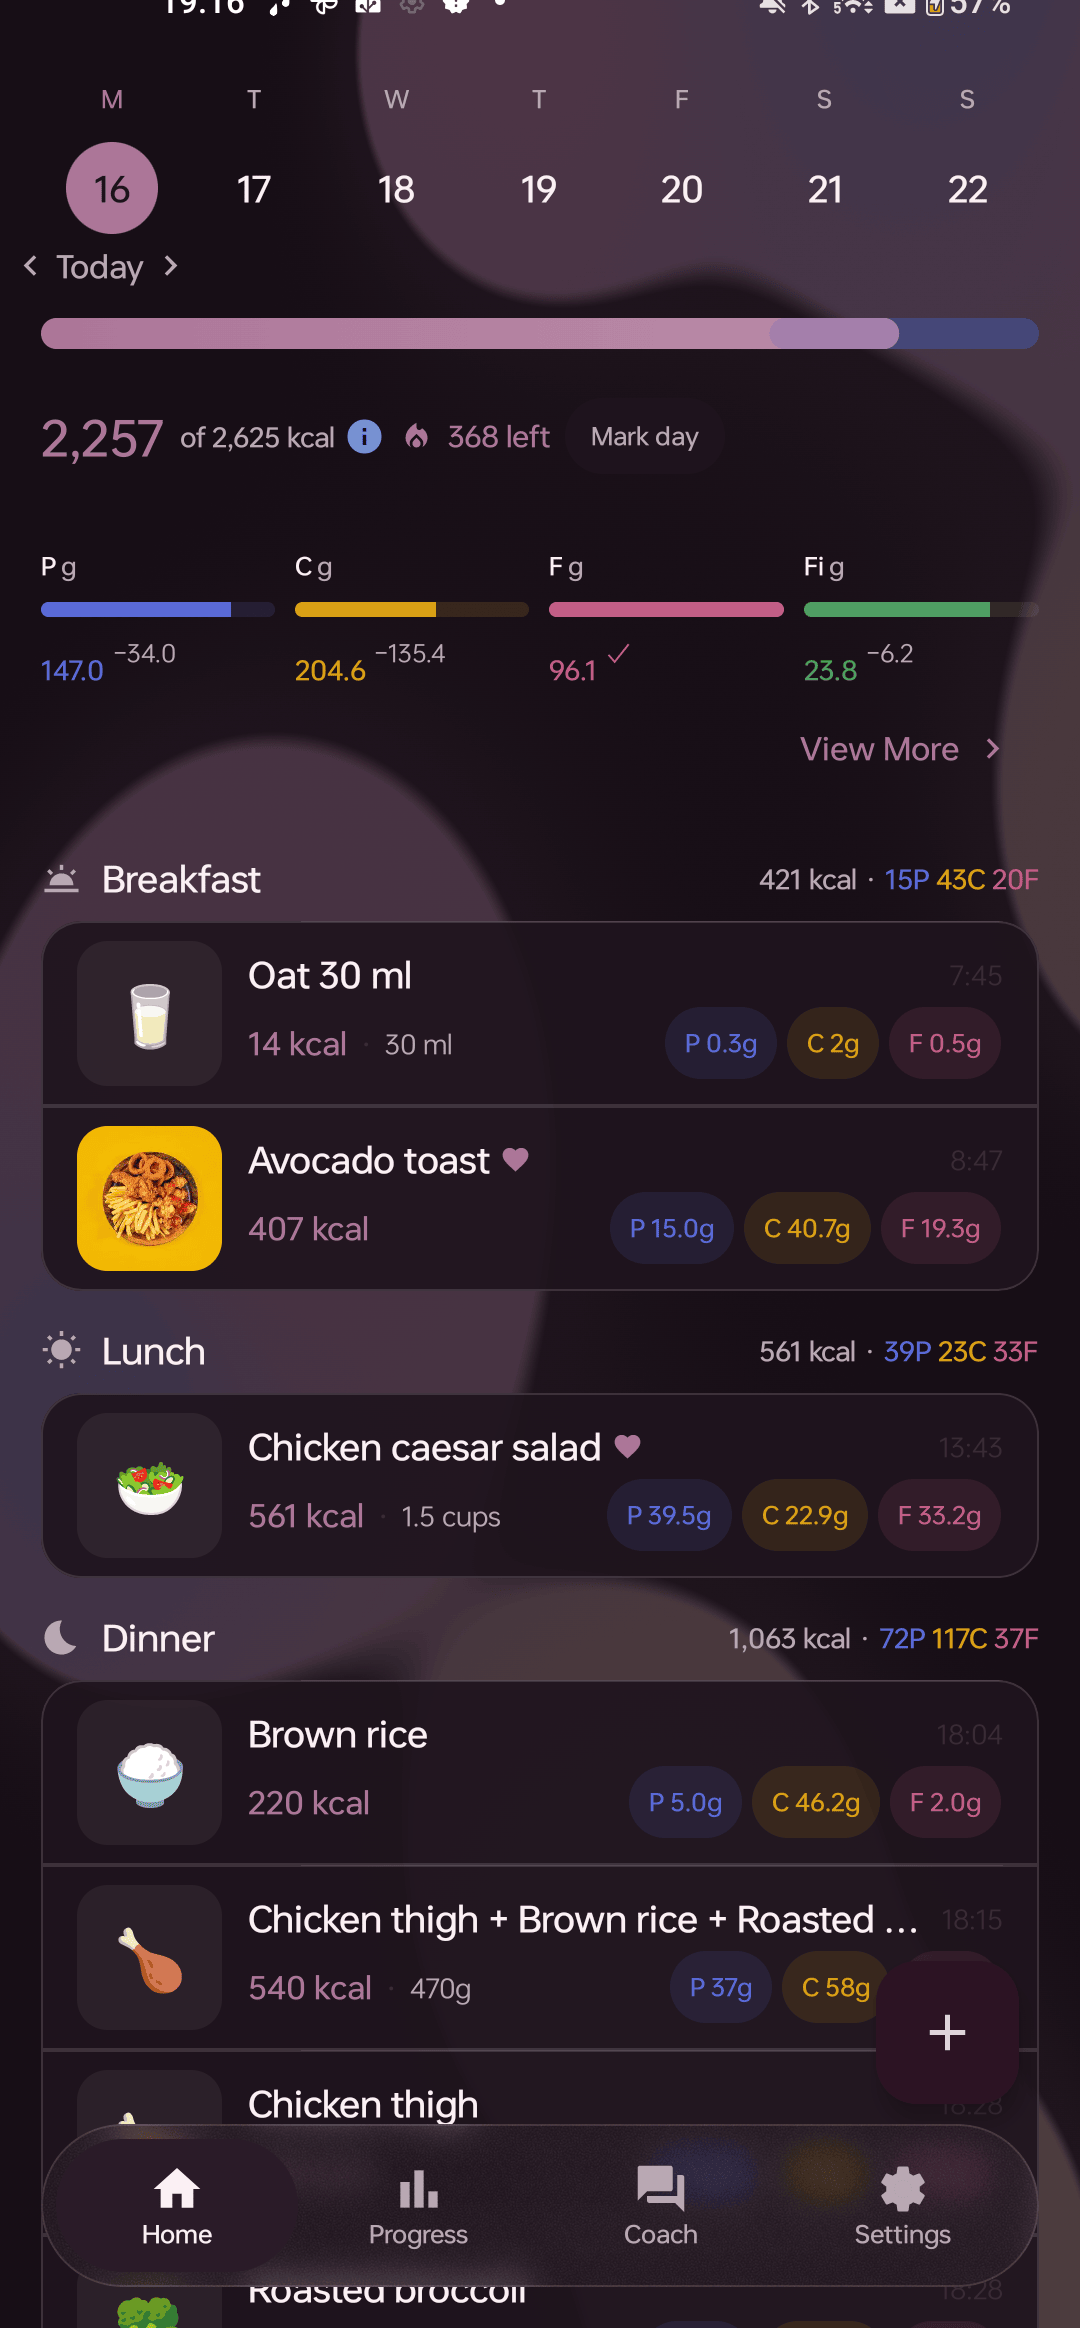 19:16
57%
M T W T F S S
16 17 18 19 20 21 22
Today
2,257 of 2,625 kcal 368 left Mark day
P g C g F g Fi g
147.0 −34.0 204.6 −135.4 96.1 23.8 −6.2
View More
Breakfast 421 kcal · 15P 43C 20F
Oat 30 ml 7:45
14 kcal · 30 ml P 0.3g C 2g F 0.5g
Avocado toast 8:47
407 kcal P 15.0g C 40.7g F 19.3g
Lunch 561 kcal · 39P 23C 33F
Chicken caesar salad 13:43
561 kcal · 1.5 cups P 39.5g C 22.9g F 33.2g
Dinner 1,063 kcal · 72P 117C 37F
Brown rice 18:04
220 kcal P 5.0g C 46.2g F 2.0g
Chicken thigh + Brown rice + Roasted ... 18:15
540 kcal · 470g P 37g C 58g
Chicken thigh 18:28
Home Progress Coach Settings
Roasted broccoli 18:28